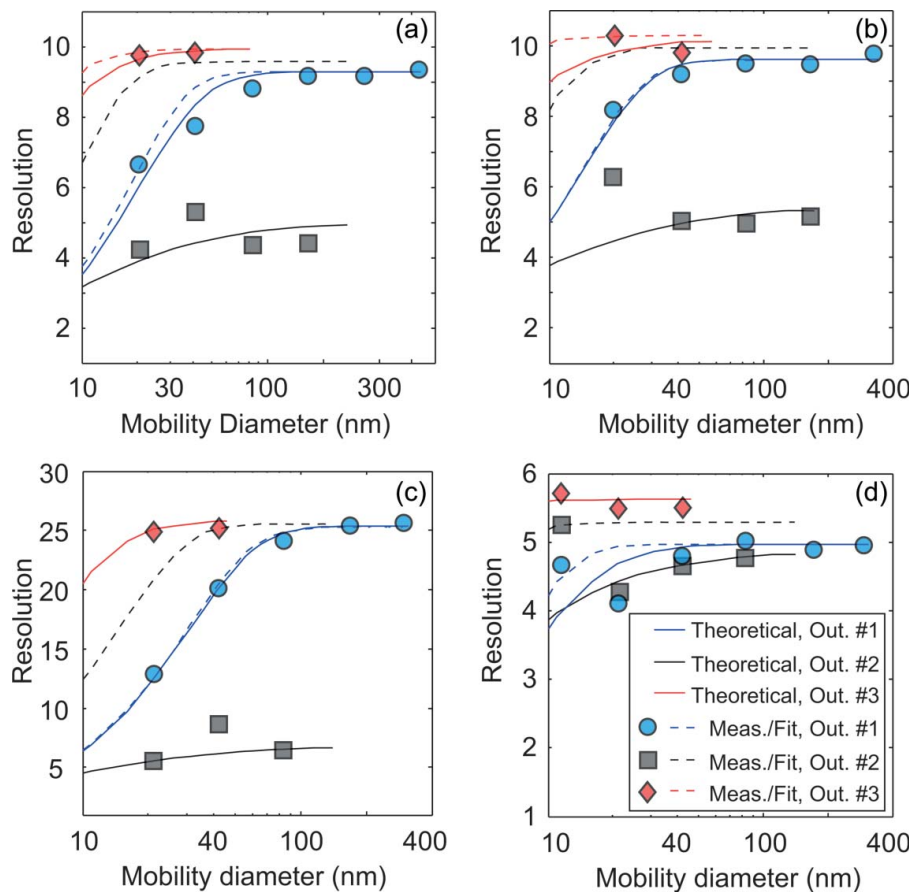 (a)
10
8
6
4
2
Resolution
10
30
100
300
Mobility Diameter (nm)
(b)
10
8
6
4
2
Resolution
10
40
100
400
Mobility diameter (nm)
(c)
30
25
20
15
10
5
Resolution
10
40
100
400
Mobility diameter (nm)
(d)
6
5
4
3
2
1
Resolution
10
40
100
400
Mobility diameter (nm)
Theoretical, Out. #1
Theoretical, Out. #2
Theoretical, Out. #3
Meas./Fit, Out. #1
Meas./Fit, Out. #2
Meas./Fit, Out. #3